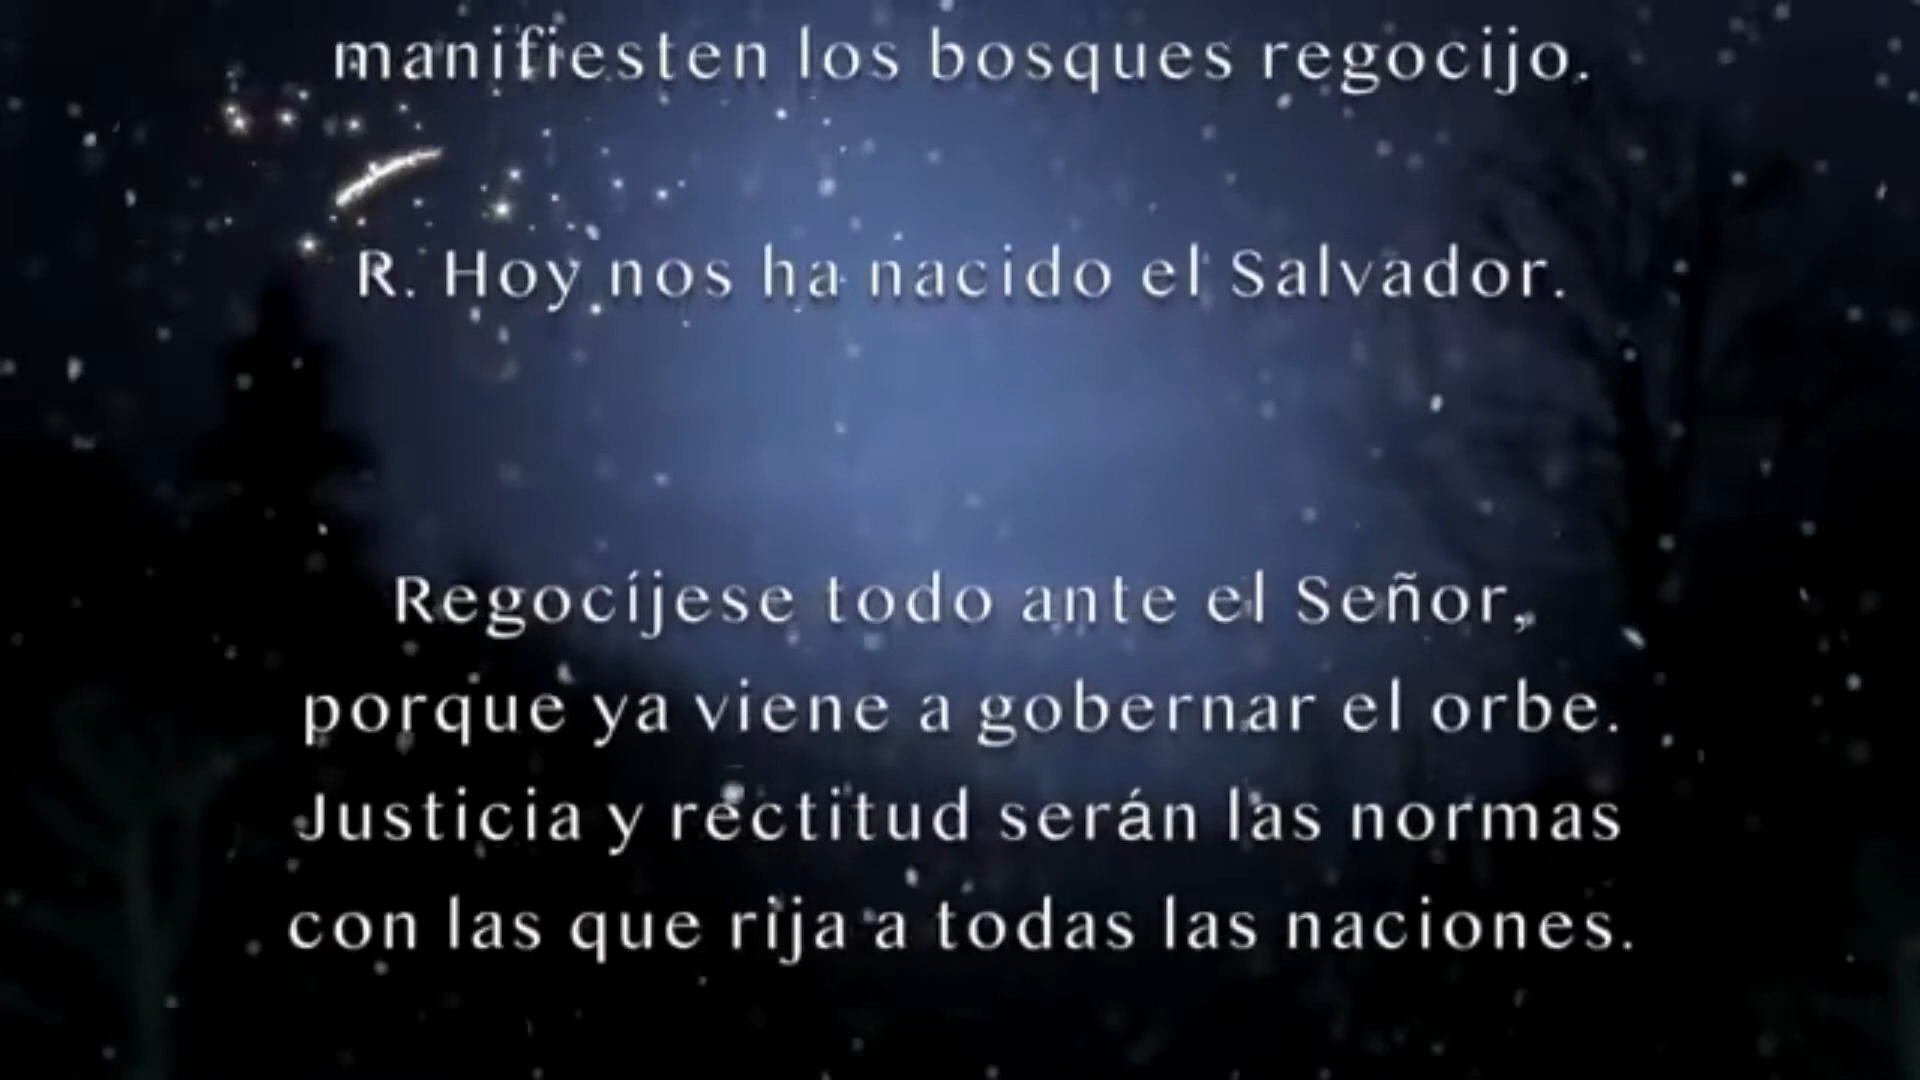 manifiesten los bosques regocijo.
R. Hoy nos ha nacido el Salvador.
Regocíjese todo ante el Señor,
porque ya viene a gobernar el orbe.
Justicia y rectitud serán las normas
con las que rija a todas las naciones.